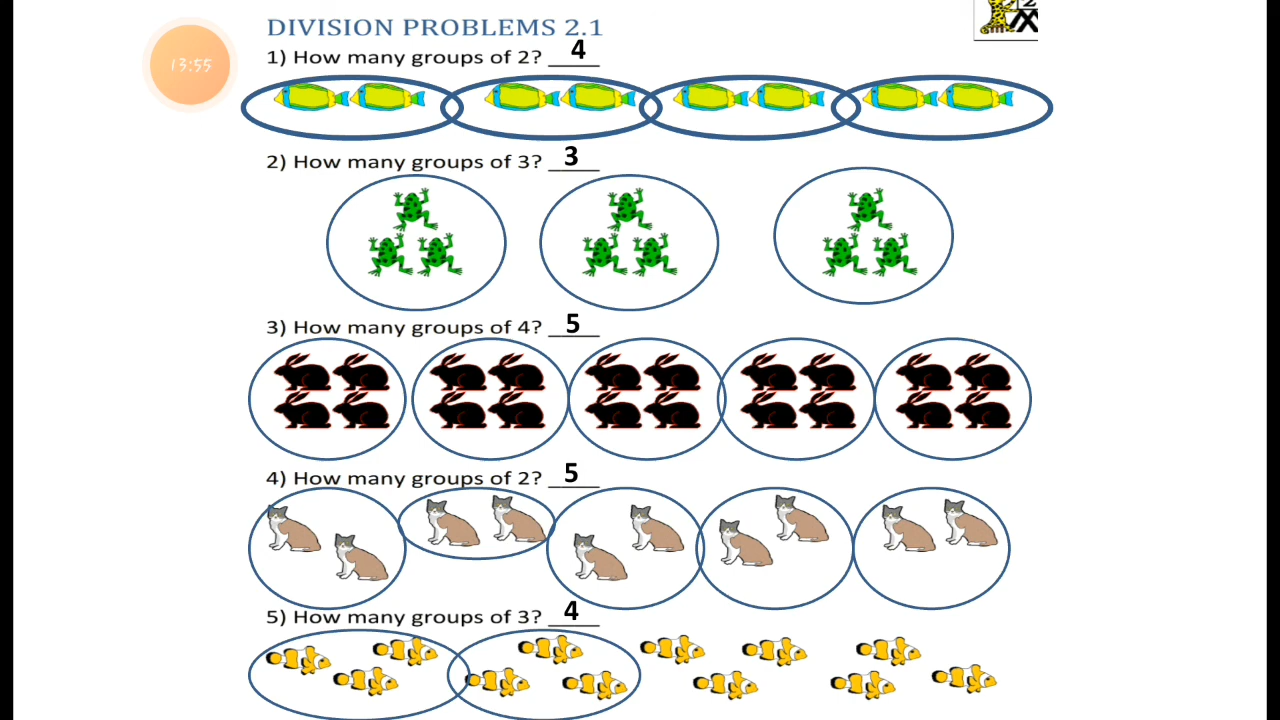 DIVISION PROBLEMS 2.1
13:55
1) How many groups of 2? 4
2) How many groups of 3? 3
3) How many groups of 4? 5
4) How many groups of 2? 5
5) How many groups of 3? 4